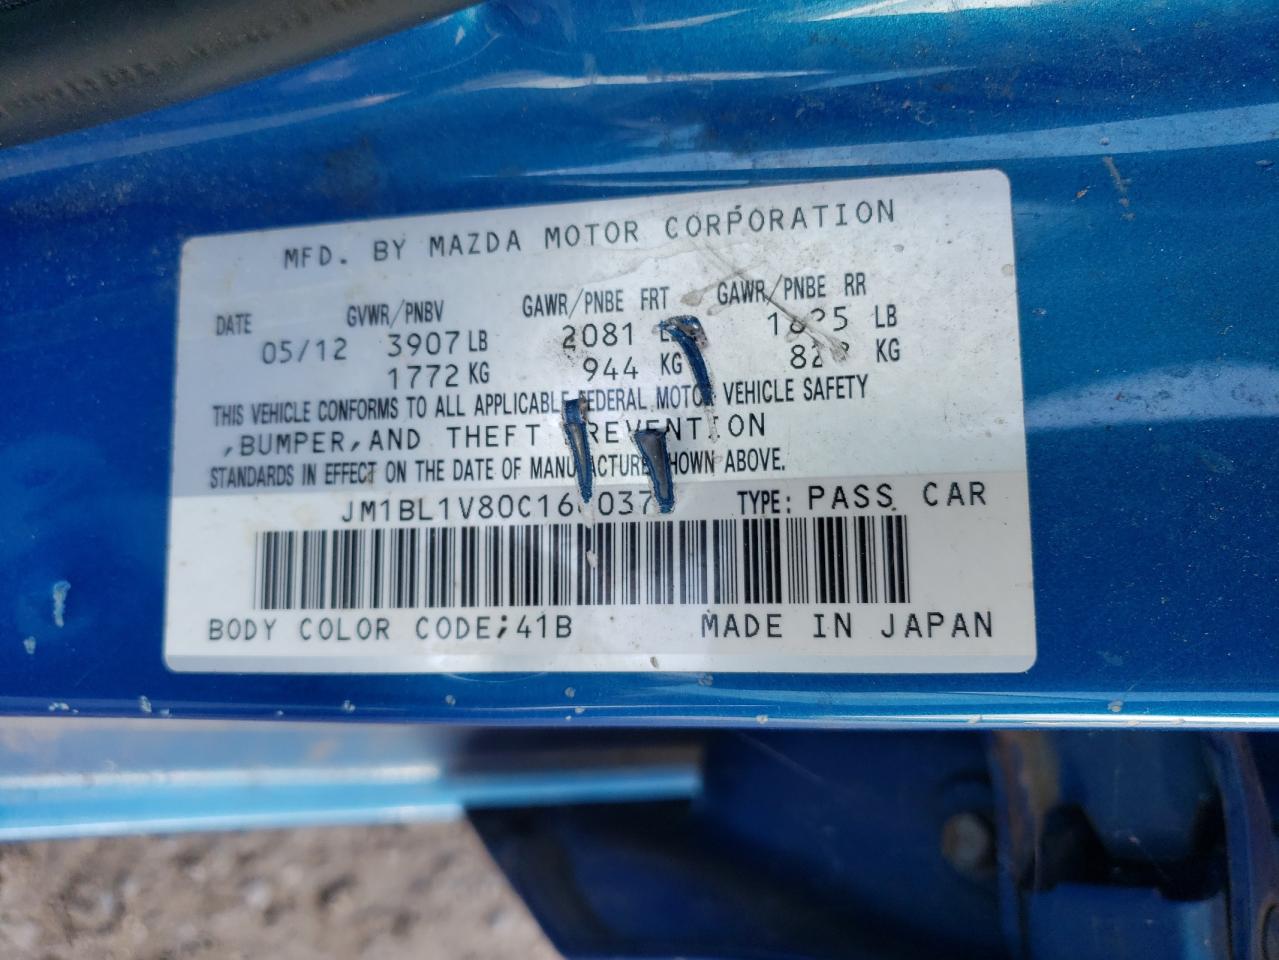 MFD. BY MAZDA MOTOR CORPORATION
DATE GVWR/PNBV GAWR/PNBE FRT GAWR/PNBE RR
05/12 3907 LB 2081 LB
1772 KG 944 KG KG
THIS VEHICLE CONFORMS TO ALL APPLICABLE FEDERAL MOTOR VEHICLE SAFETY
,BUMPER,AND THEFT PREVENTION
STANDARDS IN EFFECT ON THE DATE OF MANUFACTURE SHOWN ABOVE.
TYPE: PASS CAR
BODY COLOR CODE;41B MADE IN JAPAN